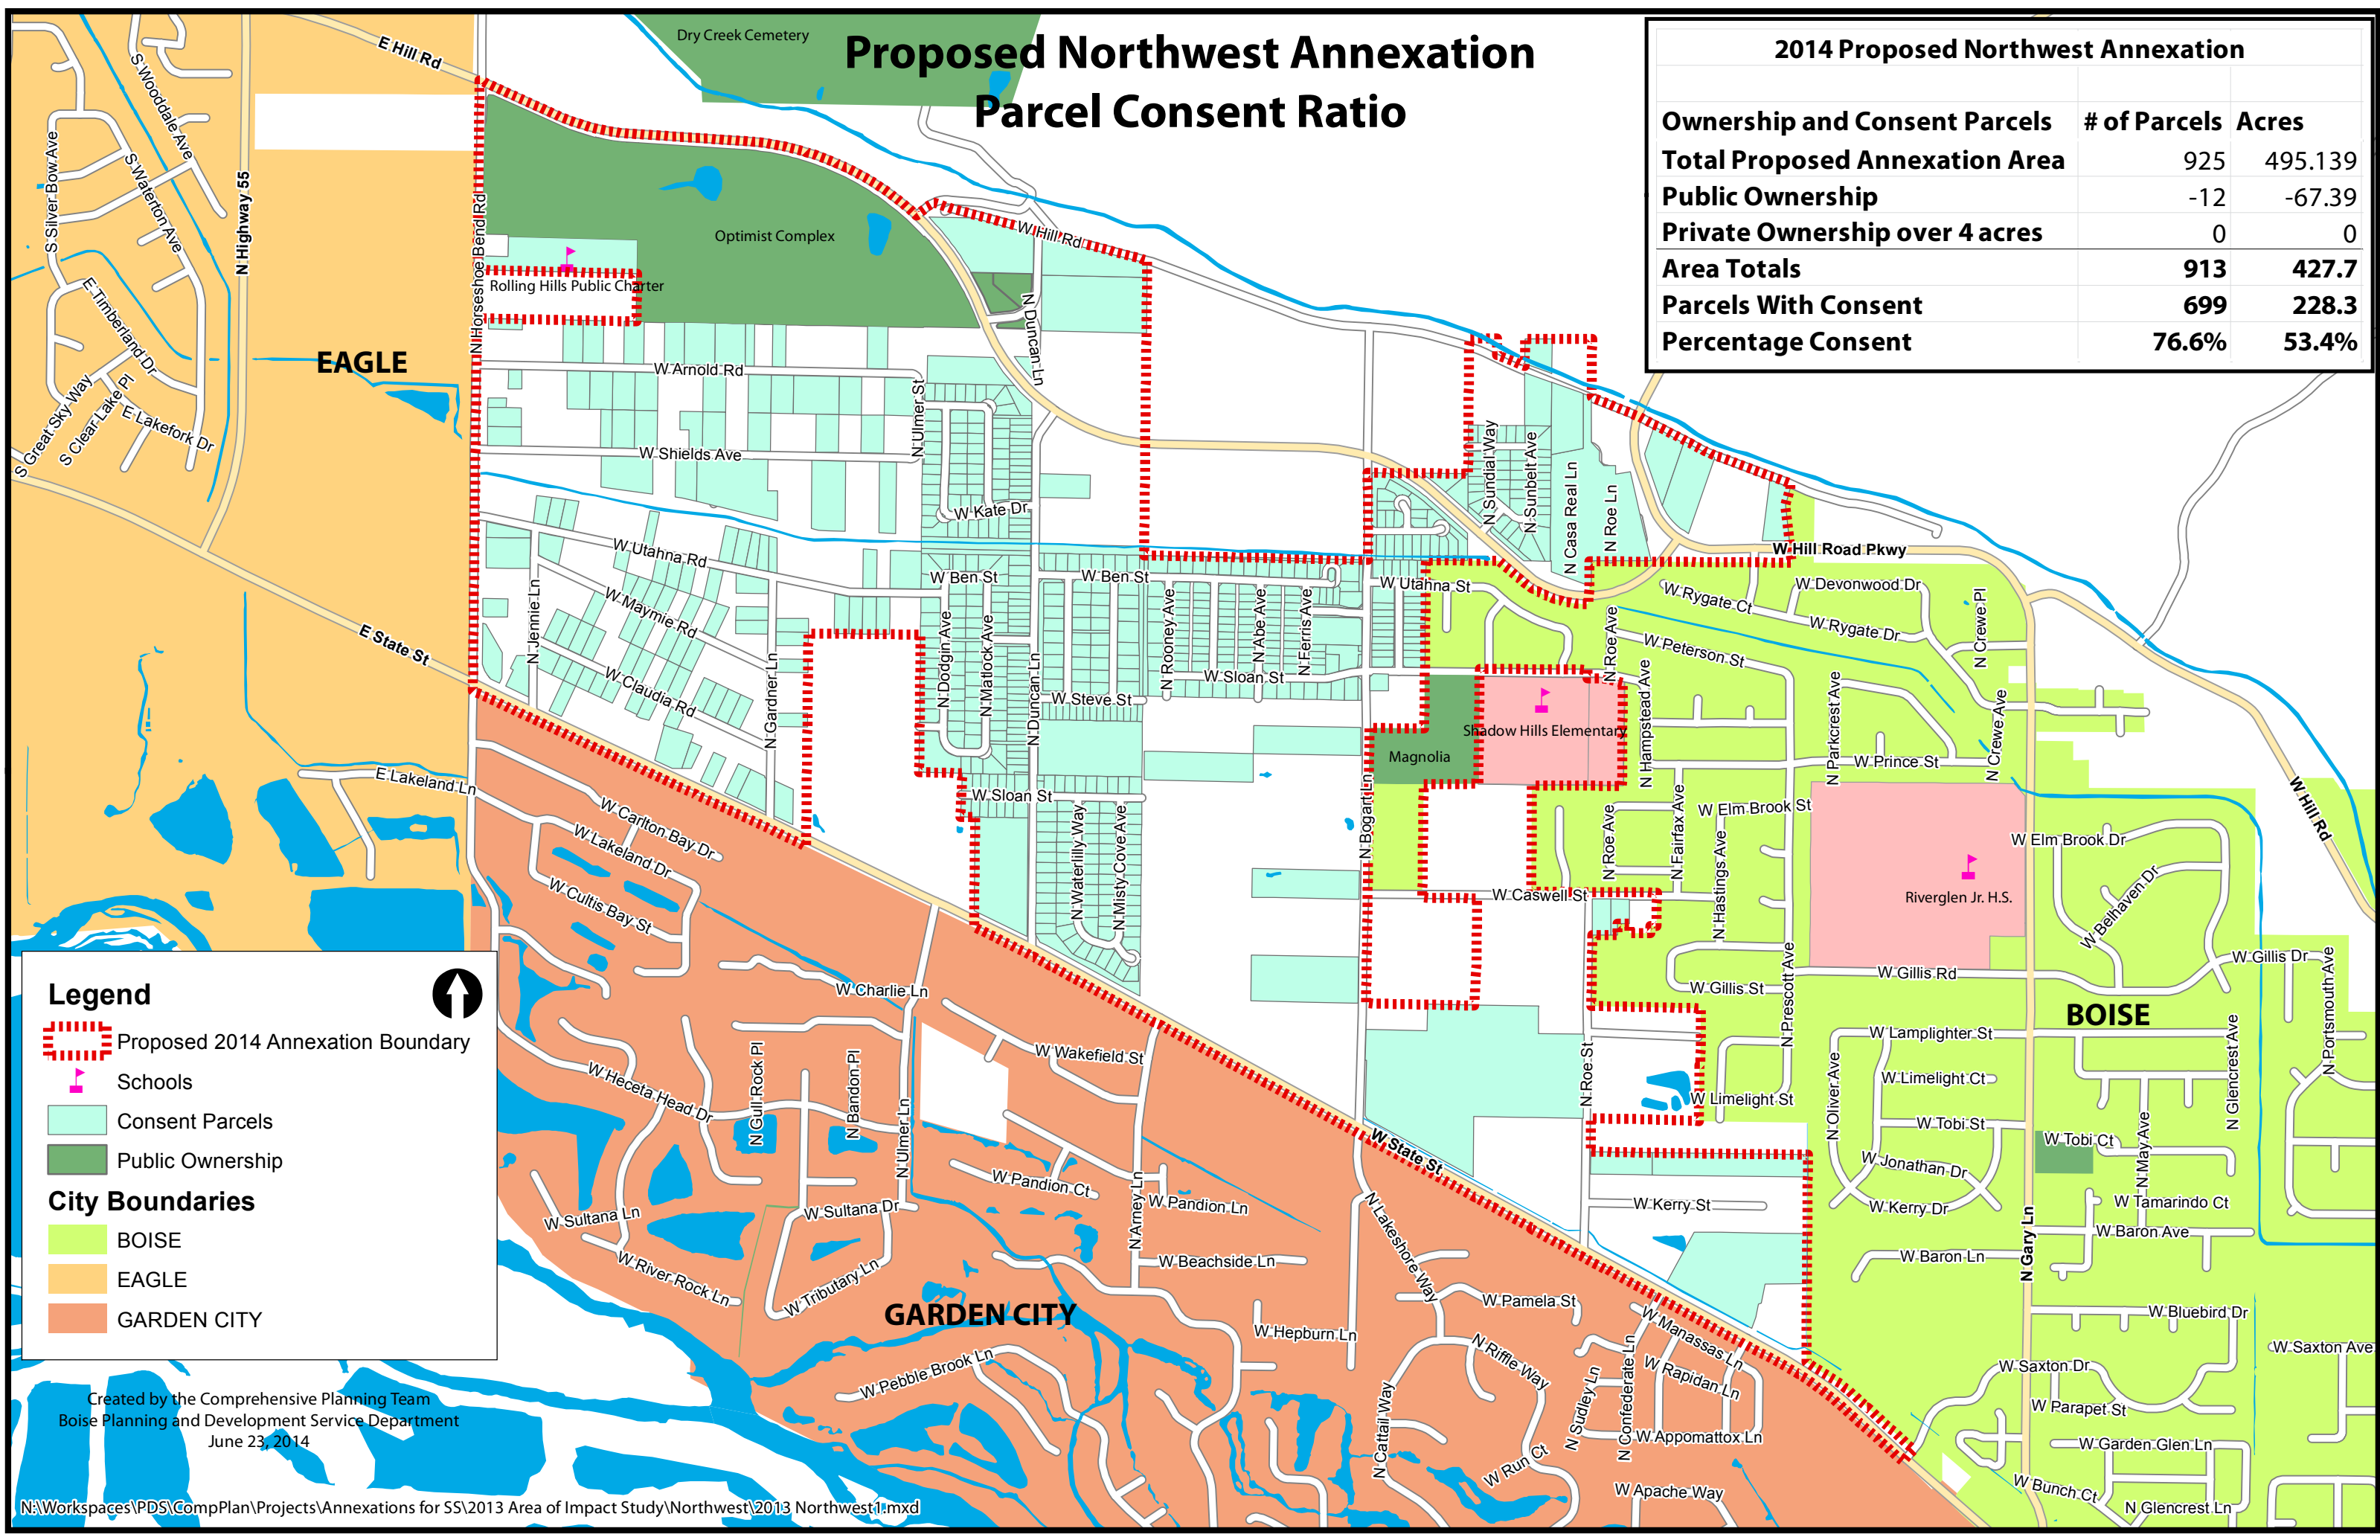 Proposed Northwest Annexation
Parcel Consent Ratio
2014 Proposed Northwest Annexation
Ownership and Consent Parcels # of Parcels Acres
Total Proposed Annexation Area 925 495.139
Public Ownership -12 -67.39
Private Ownership over 4 acres 0 0
Area Totals 913 427.7
Parcels With Consent 699 228.3
Percentage Consent 76.6% 53.4%
Dry Creek Cemetery
E Hill Rd
S Wooddale Ave
S Silver Bow Ave
S Waterton Ave
N Highway 55
N Horseshoe Bend Rd
Optimist Complex
W Hill Rd
Rolling Hills Public Charter
E Timberland Dr
EAGLE
S Great Sky Way
S Clear Lake Pl
E Lakefork Dr
W Arnold Rd
N Ulmer St
N Duncan Ln
W Shields Ave
W Kate Dr
N Sundial Way
N Sunbelt Ave
N Casa Real Ln
N Roe Ln
W Hill Road Pkwy
W Utahna Rd
W Ben St
W Ben St
W Utahna St
W Rygate Ct
W Devonwood Dr
W Rygate Dr
N Crewe Pl
N Jennie Ln
W Maymie Rd
W Claudia Rd
N Gardner Ln
N Dodgin Ave
N Matlock Ave
N Duncan Ln
N Rooney Ave
N Abe Ave
N Ferris Ave
W Sloan St
W Steve St
N Roe Ave
W Peterson St
N Hampstead Ave
N Parkcrest Ave
N Crewe Ave
Shadow Hills Elementary
Magnolia
W Prince St
E State St
E Lakeland Ln
W Carlton Bay Dr
W Lakeland Dr
W Cultis Bay St
W Sloan St
N Waterlilly Way
N Misty Cove Ave
N Bogart Ln
W Elm Brook St
N Roe Ave
N Fairfax Ave
N Hastings Ave
W Caswell St
W Elm Brook Dr
W Hill Rd
Riverglen Jr. H.S.
W Belhaven Dr
W Gillis Rd
W Gillis Dr
W Gillis St
N Prescott Ave
N Portsmouth Ave
BOISE
W Lamplighter St
N Glencrest Ave
W Limelight Ct
W Limelight St
N Oliver Ave
W Tobi St
W Tobi Ct
N May Ave
W Jonathan Dr
W Kerry Dr
W Tamarindo Ct
W Baron Ave
W Baron Ln
N Gary Ln
N Roe St
W Kerry St
W State St
W Charlie Ln
W Wakefield St
W Heceta Head Dr
N Gull Rock Pl
N Bandon Pl
N Ulmer Ln
W Pandion Ct
N Arney Ln
W Pandion Ln
W Sultana Ln
W Sultana Dr
W River Rock Ln
W Tributary Ln
W Beachside Ln
N Lakeshore Way
W Pamela St
GARDEN CITY
W Hepburn Ln
W Pebble Brook Ln
N Riffle Way
N Cattail Way
W Run Ct
N Sudley Ln
N Confederate Ln
W Manassas Ln
W Rapidan Ln
W Appomattox Ln
W Apache Way
W Bluebird Dr
W Saxton Dr
W Saxton Ave
W Parapet St
W Garden Glen Ln
W Bunch Ct
N Glencrest Ln
Legend
Proposed 2014 Annexation Boundary
Schools
Consent Parcels
Public Ownership
City Boundaries
BOISE
EAGLE
GARDEN CITY
Created by the Comprehensive Planning Team
Boise Planning and Development Service Department
June 23, 2014
N:\Workspaces\PDS\CompPlan\Projects\Annexations for SS\2013 Area of Impact Study\Northwest\2013 Northwest1.mxd